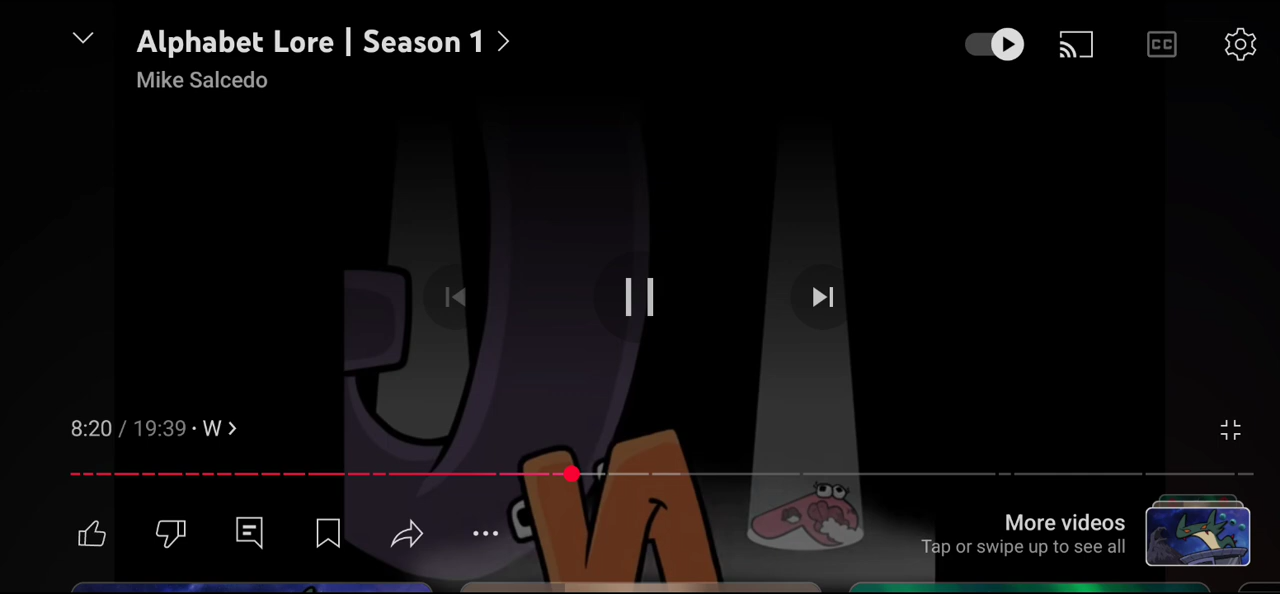 Alphabet Lore | Season 1
Mike Salcedo
CC
8:20 / 19:39 · W
More videos
Tap or swipe up to see all